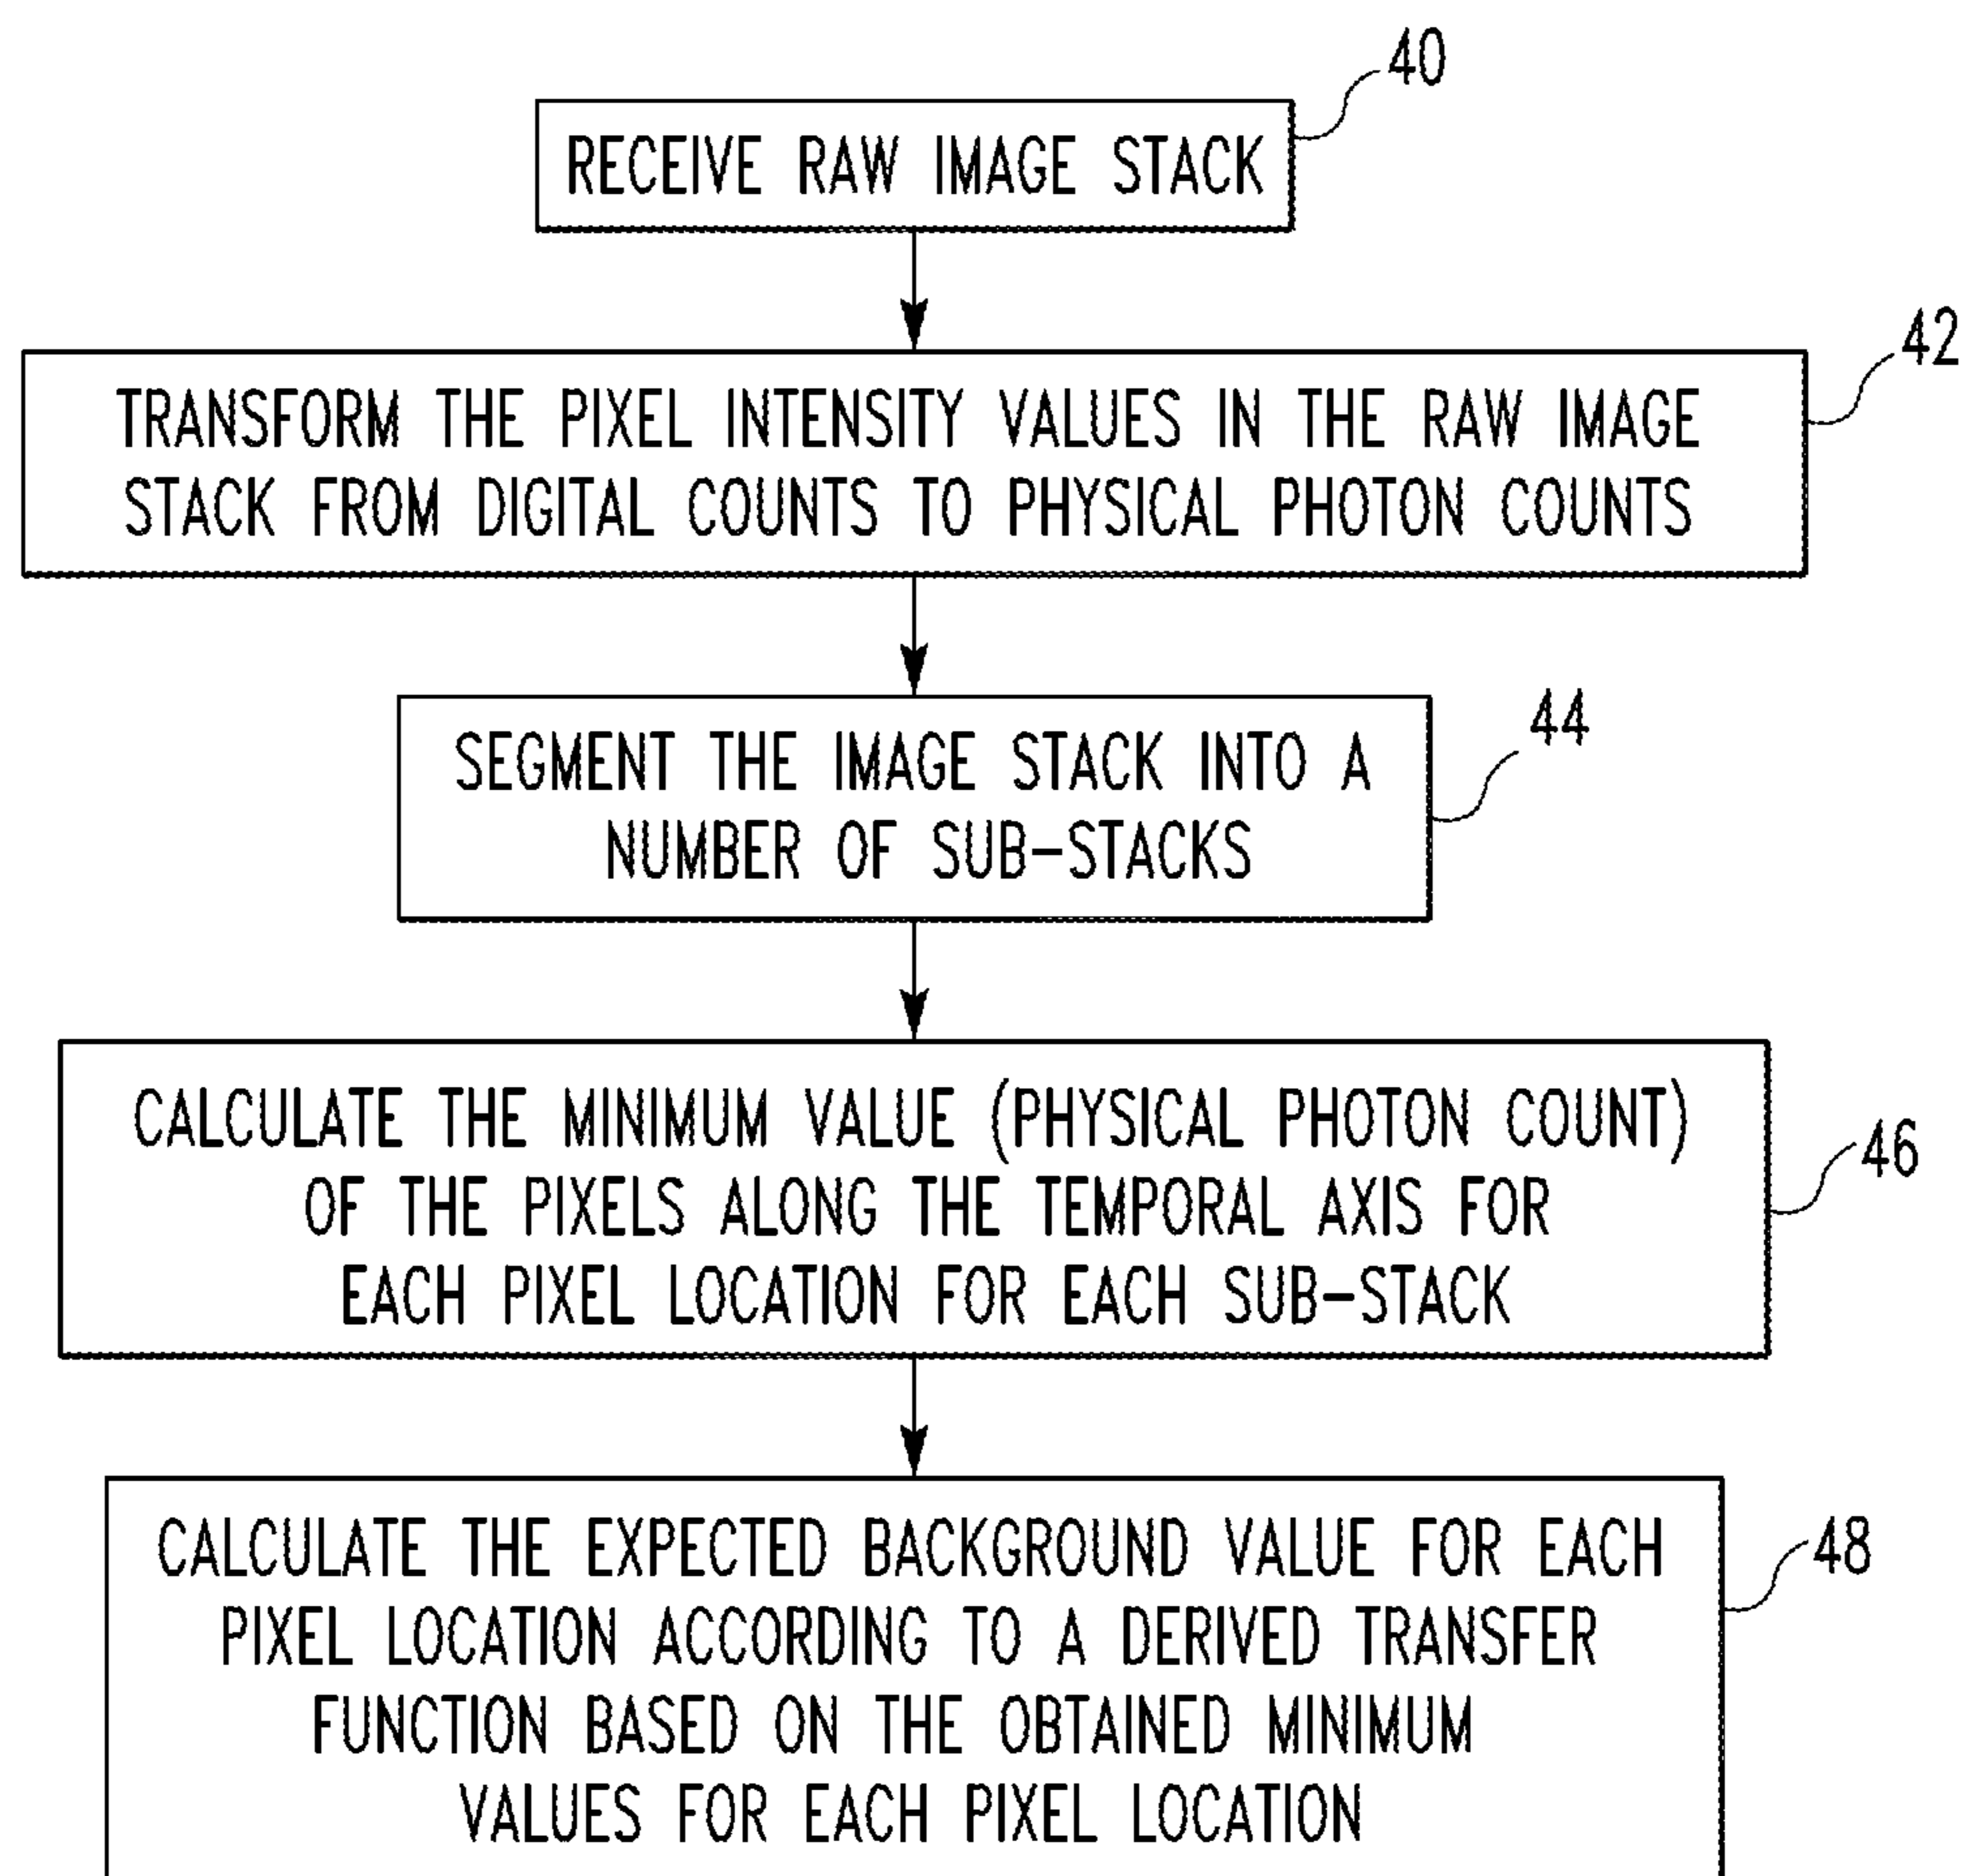 40
RECEIVE RAW IMAGE STACK
42
TRANSFORM THE PIXEL INTENSITY VALUES IN THE RAW IMAGE
STACK FROM DIGITAL COUNTS TO PHYSICAL PHOTON COUNTS
44
SEGMENT THE IMAGE STACK INTO A
NUMBER OF SUB-STACKS
CALCULATE THE MINIMUM VALUE (PHYSICAL PHOTON COUNT)
46
OF THE PIXELS ALONG THE TEMPORAL AXIS FOR
EACH PIXEL LOCATION FOR EACH SUB-STACK
CALCULATE THE EXPECTED BACKGROUND VALUE FOR EACH
48
PIXEL LOCATION ACCORDING TO A DERIVED TRANSFER
FUNCTION BASED ON THE OBTAINED MINIMUM
VALUES FOR EACH PIXEL LOCATION